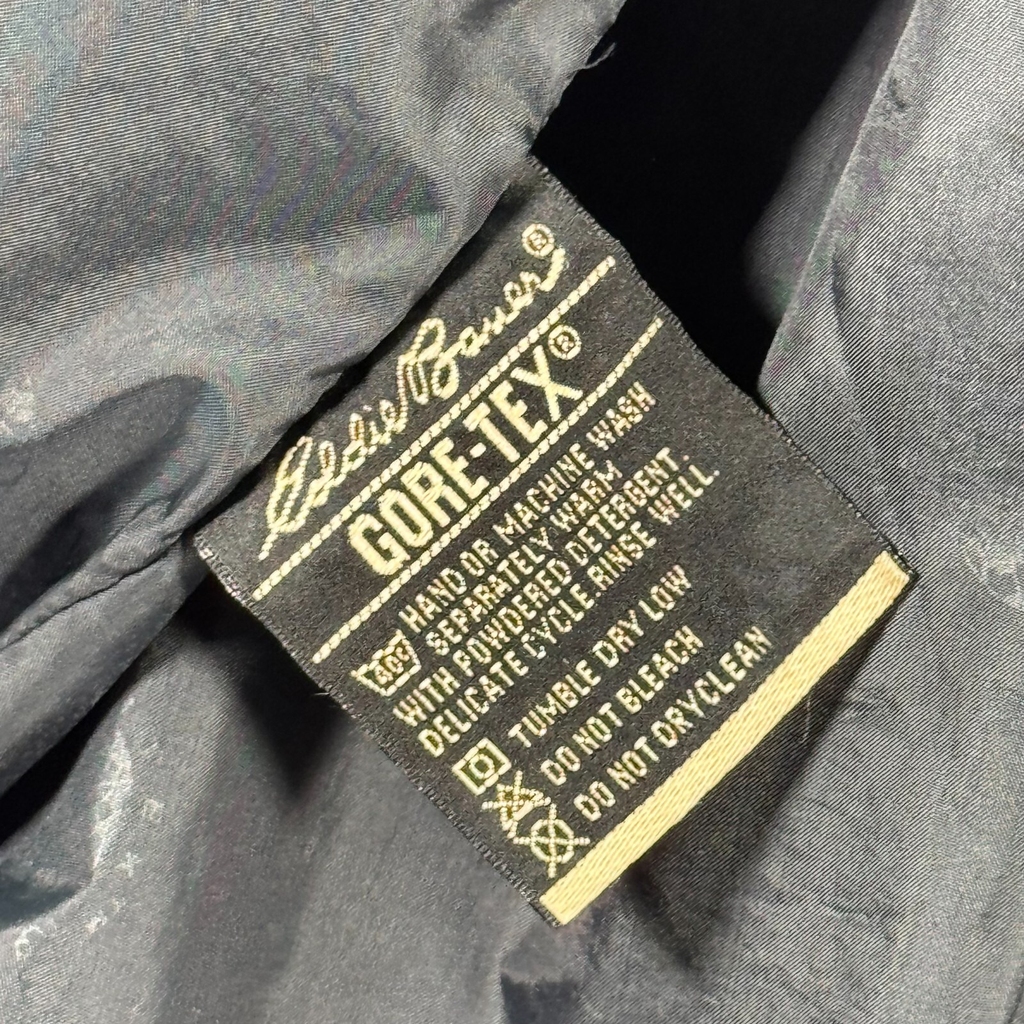 Eddie Bauer®
GORE-TEX®
HAND OR MACHINE WASH
40° SEPARATELY WARM
WITH POWDERED DETERGENT.
DELICATE CYCLE.RINSE WELL.
TUMBLE DRY LOW
DO NOT BLEACH
DO NOT DRYCLEAN